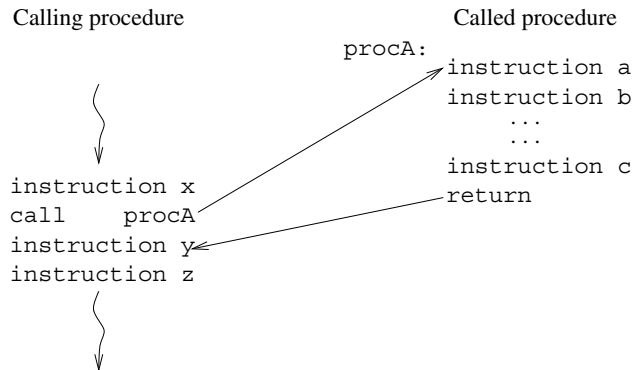 Calling procedure
instruction x
call procA
instruction y
instruction z
Called procedure
procA:
instruction a
instruction b
...
...
instruction c
return